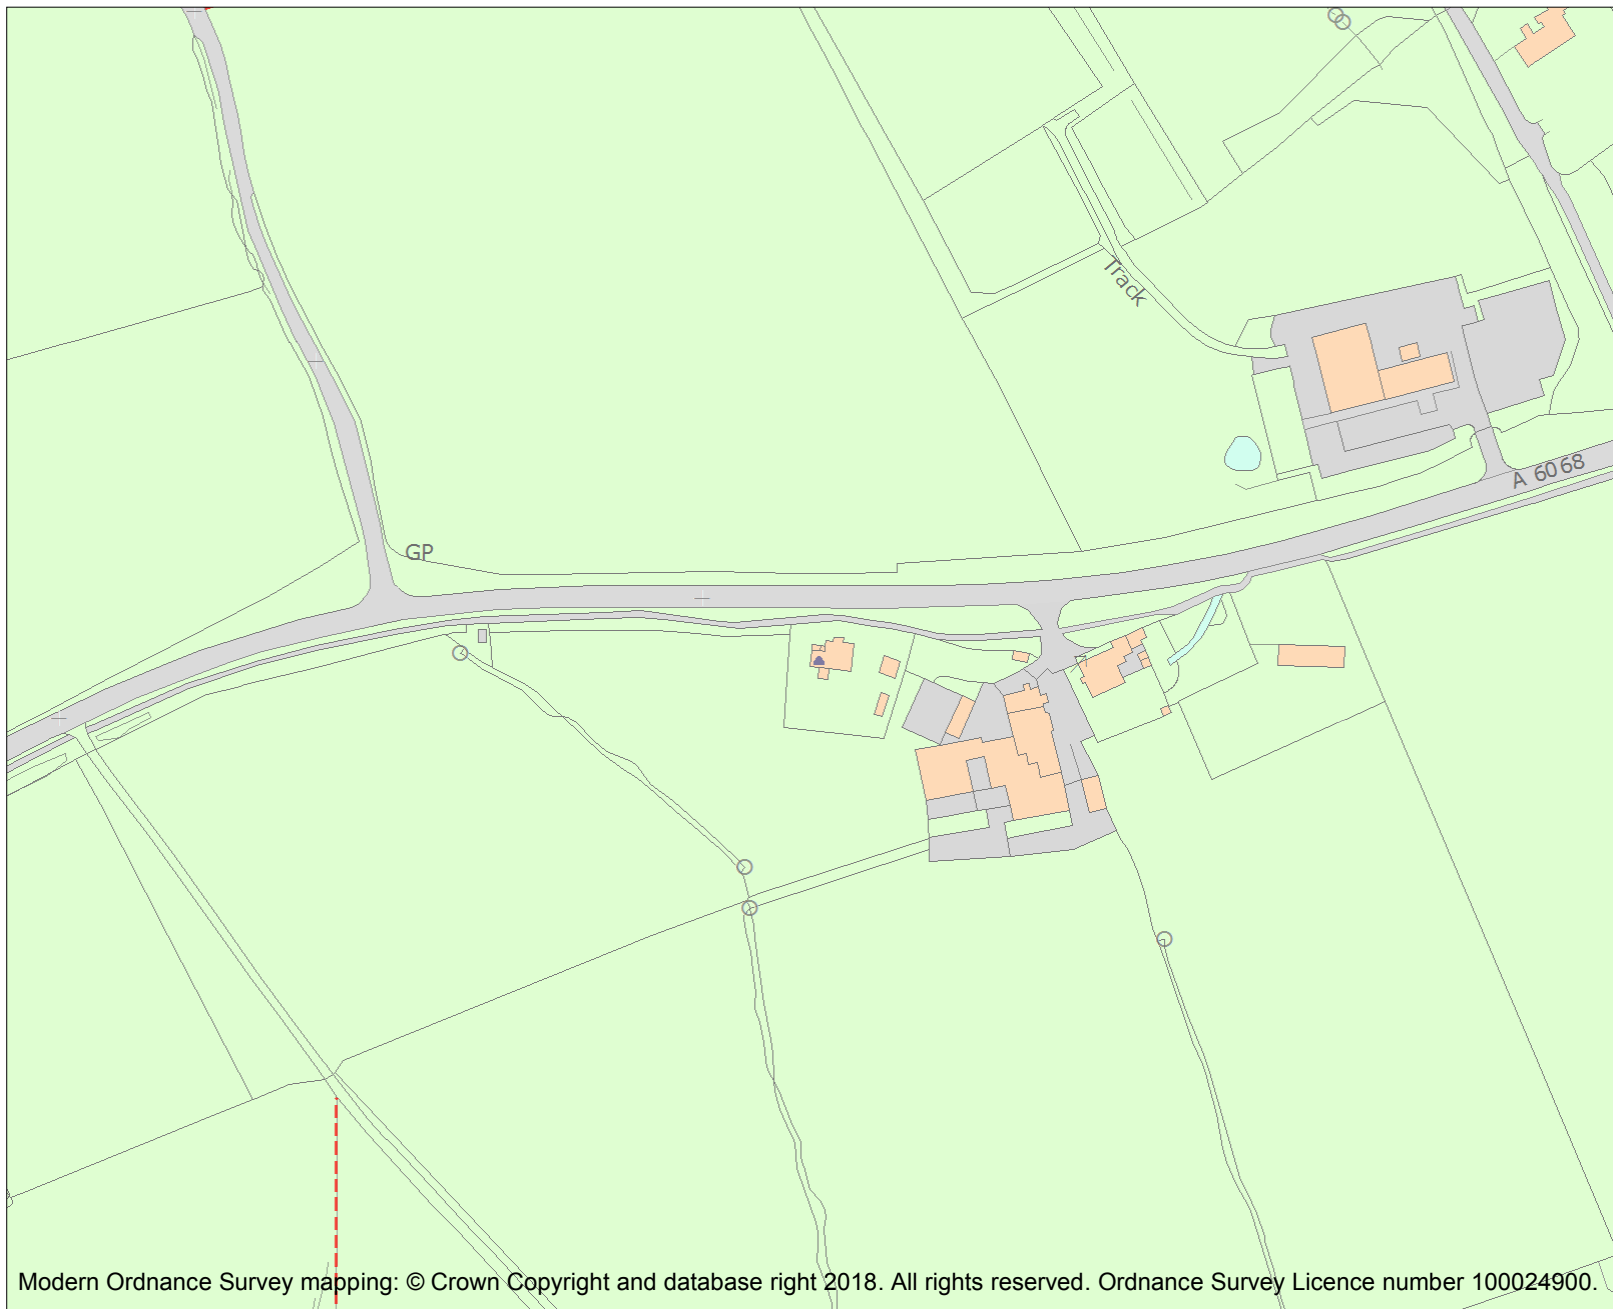 Track
A 6068
GP
Modern Ordnance Survey mapping: © Crown Copyright and database right 2018. All rights reserved. Ordnance Survey Licence number 100024900.